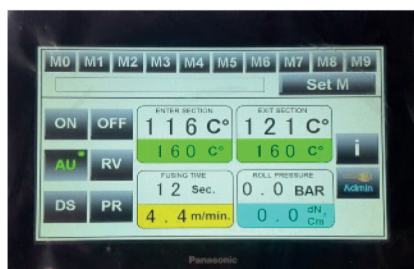 M0 M1 M2 M3 M4 M5 M6 M7 M8 M9
Set M
ON OFF
ENTER SECTION
116 C°
160 C°
EXIT SECTION
121 C°
160 C°
i
AU RV
Admin
FUSING TIME
12 Sec.
4.4 m/min.
ROLL PRESSURE
0.0 BAR
0.0 dN/Cm
DS PR
Panasonic